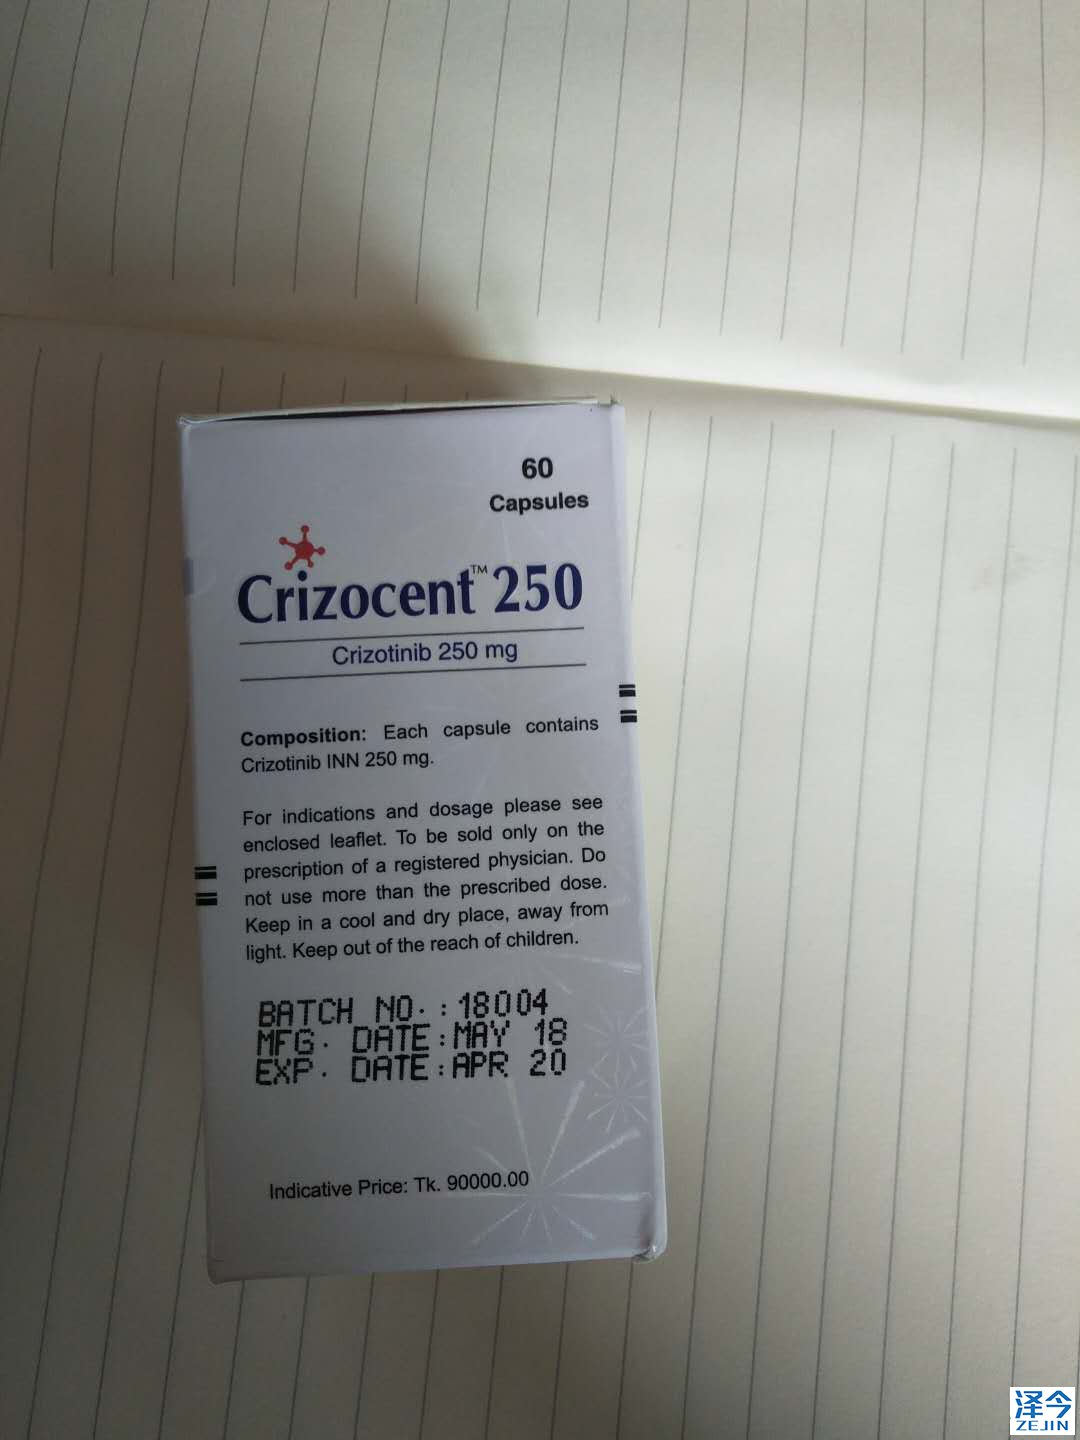 60
Capsules
Crizocent™ 250
Crizotinib 250 mg
Composition: Each capsule contains
Crizotinib INN 250 mg.
For indications and dosage please see
enclosed leaflet. To be sold only on the
prescription of a registered physician. Do
not use more than the prescribed dose.
Keep in a cool and dry place, away from
light. Keep out of the reach of children.
BATCH NO. : 18004
MFG. DATE : MAY 18
EXP. DATE : APR 20
Indicative Price: Tk. 90000.00
泽今
ZEJIN